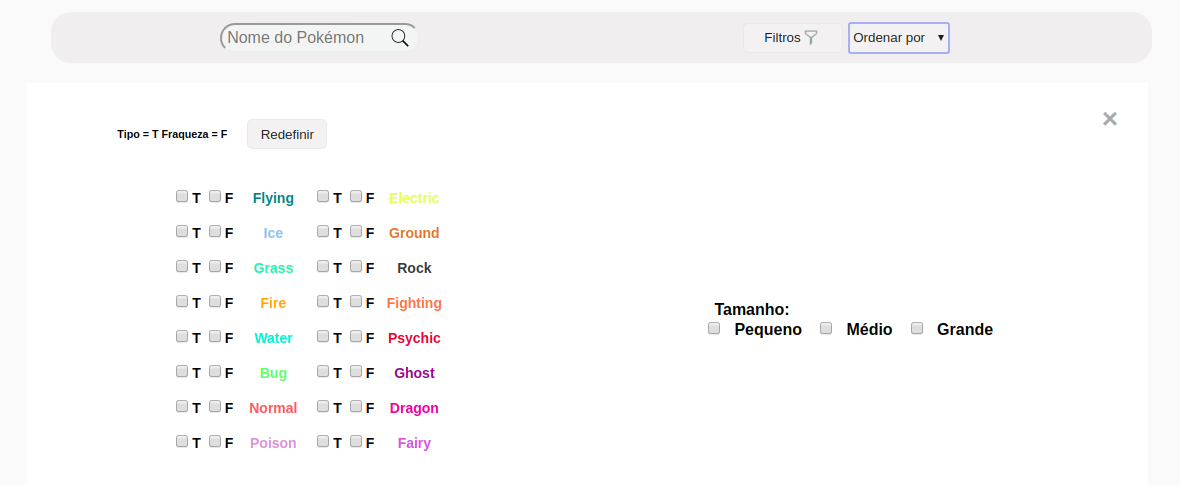 Nome do Pokémon Filtros Ordenar por
Tipo = T Fraqueza = F Redefinir
T F Flying T F Electric
T F Ice T F Ground
T F Grass T F Rock
T F Fire T F Fighting
T F Water T F Psychic
T F Bug T F Ghost
T F Normal T F Dragon
T F Poison T F Fairy
Tamanho:
Pequeno Médio Grande